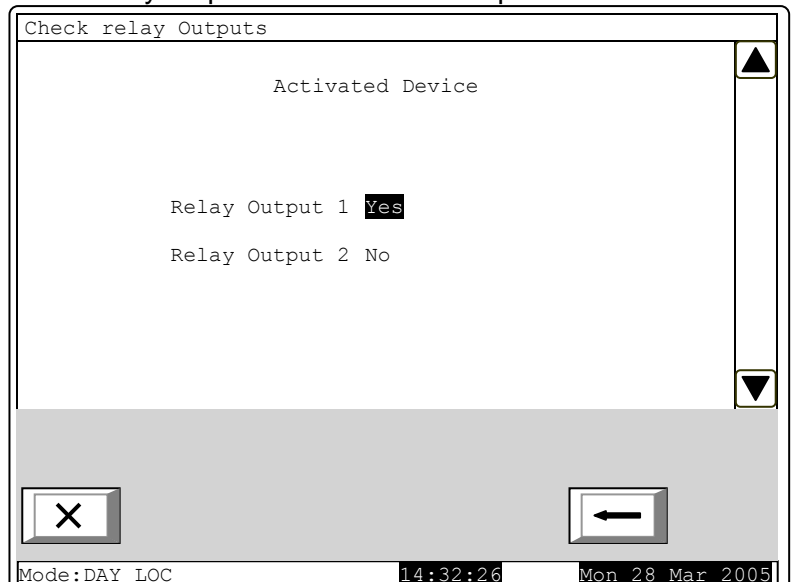 Check relay Outputs
Activated Device
Relay Output 1 Yes
Relay Output 2 No
Mode:DAY LOC 14:32:26 Mon 28 Mar 2005